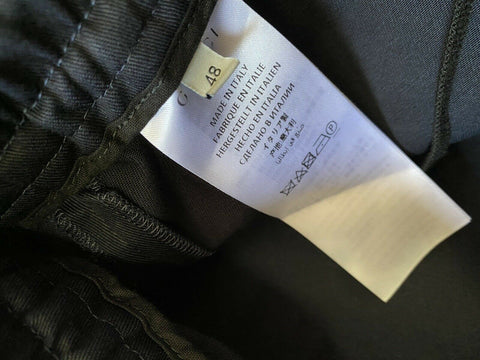 48
MADE IN ITALY
FABRIQUÉ EN ITALIE
HERGESTELLT IN ITALIEN
HECHO EN ITALIA
СДЕЛАНО В ИТАЛИИ
イタリア製